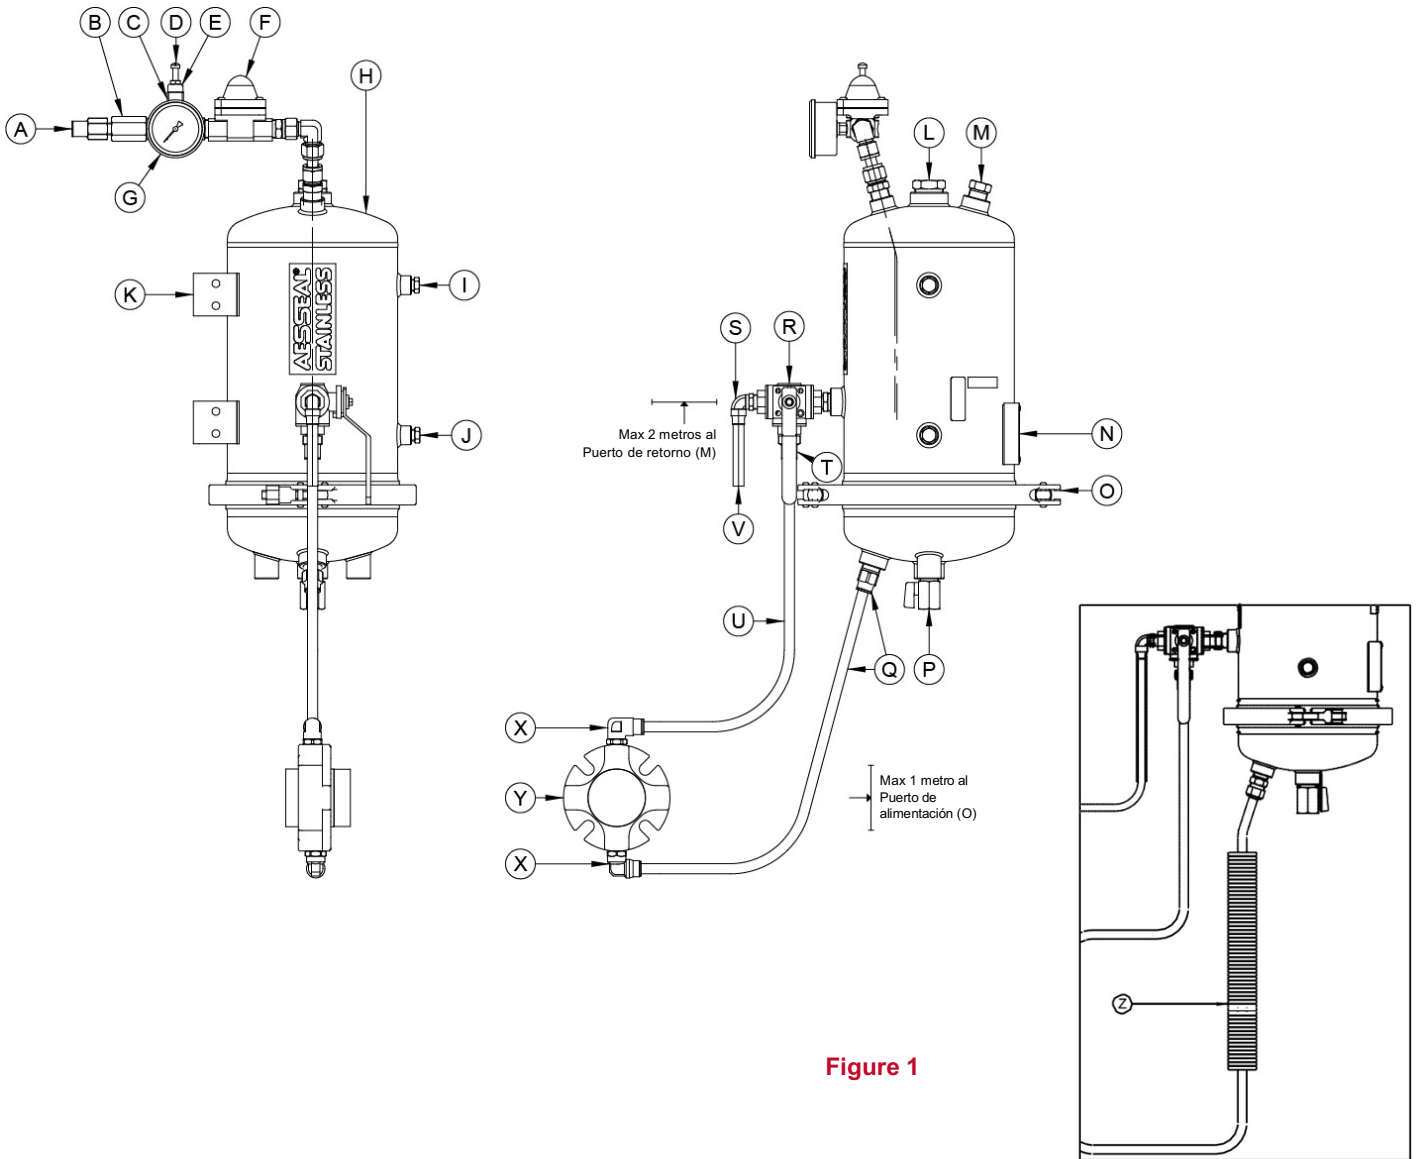 B
C
D
E
F
A
G
H
I
J
K
AESSEAL®
STAINLESS
L
M
S
R
Max 2 metros al
Puerto de retorno (M)
T
V
N
O
U
Q
P
X
Y
X
Max 1 metro al
Puerto de
alimentación (O)
Z
Figure 1